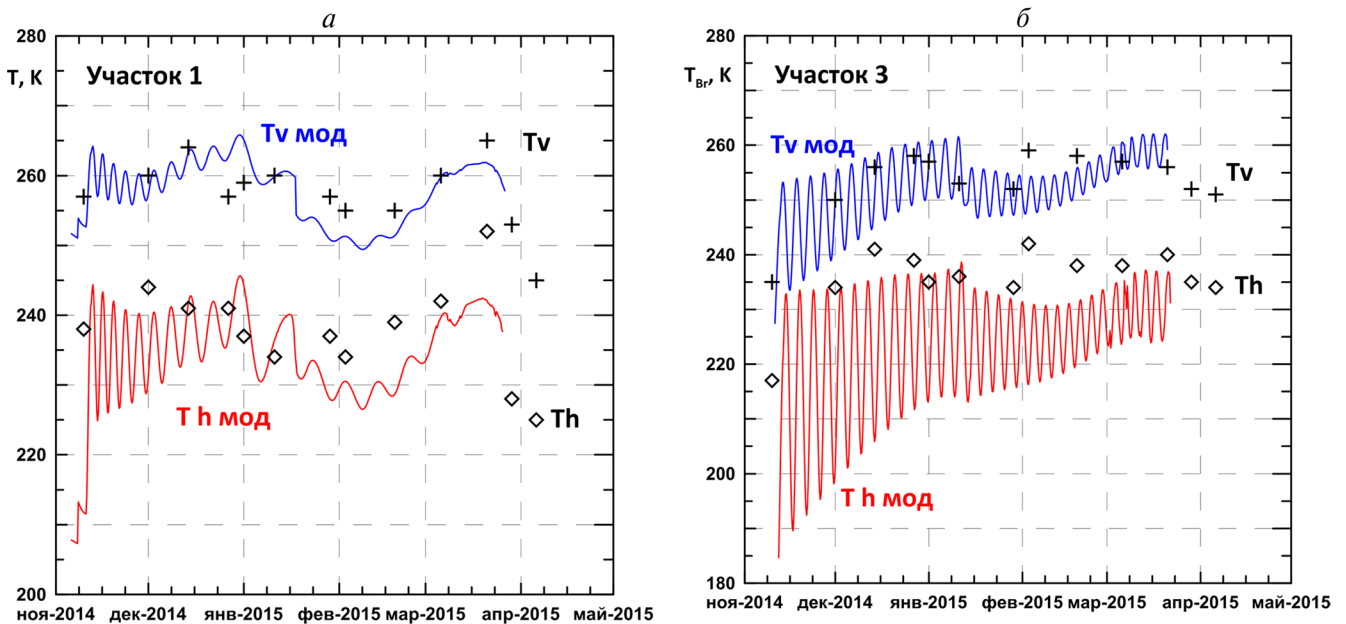 а
280
T, K
Участок 1
260
Tv мод
Tv
240
T h мод
Th
220
200
ноя-2014 дек-2014 янв-2015 фев-2015 мар-2015 апр-2015 май-2015
б
280
T_Br, K
Участок 3
260
Tv мод
Tv
240
Th
220
200
T h мод
180
ноя-2014 дек-2014 янв-2015 фев-2015 мар-2015 апр-2015 май-2015